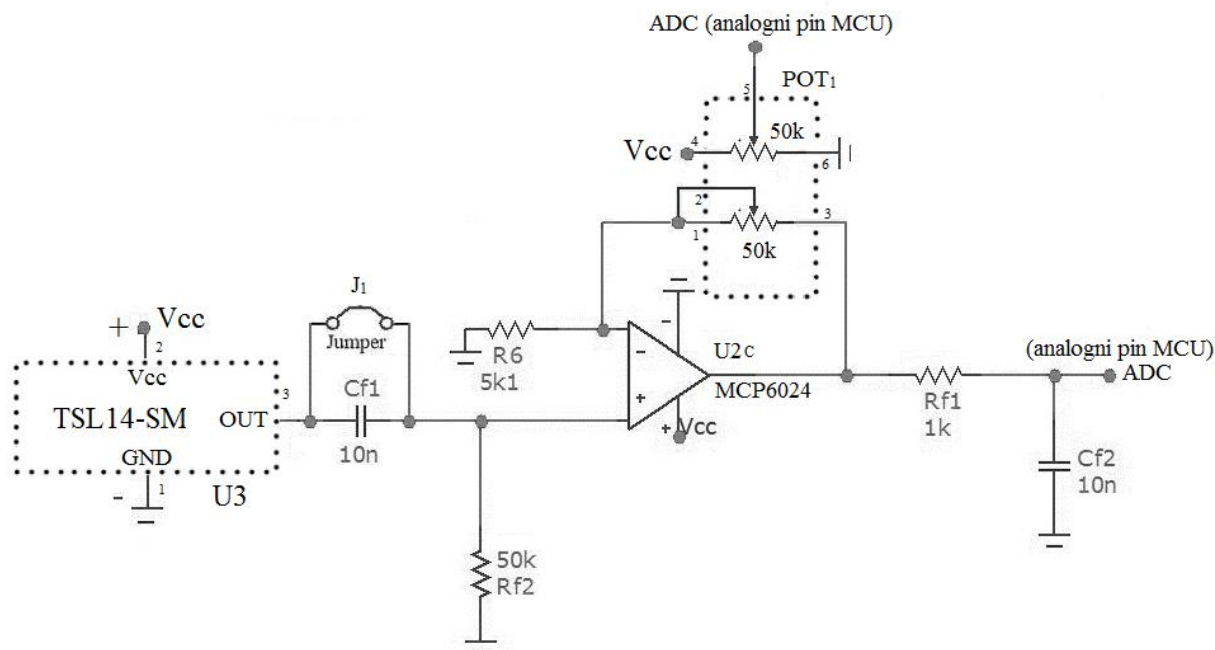 ADC (analogni pin MCU)
POT1
5
50k
Vcc
4
6
2
1
3
50k
J1
Jumper
+ Vcc
2
Vcc
TSL14-SM
OUT
3
GND
1
-
U3
Cf1
10n
R6
5k1
-
-
+
+ Vcc
U2C
MCP6024
50k
Rf2
Rf1
1k
(analogni pin MCU)
ADC
Cf2
10n